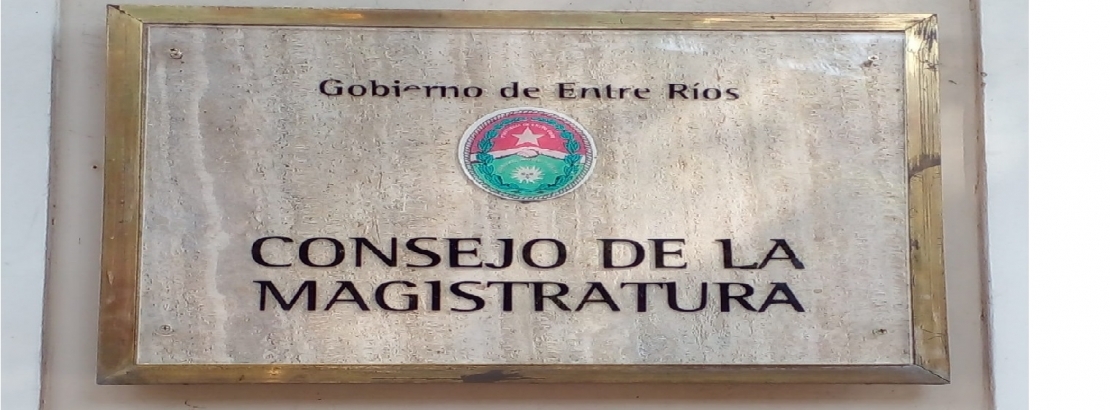 Gobierno de Entre Ríos
CONSEJO DE LA
MAGISTRATURA